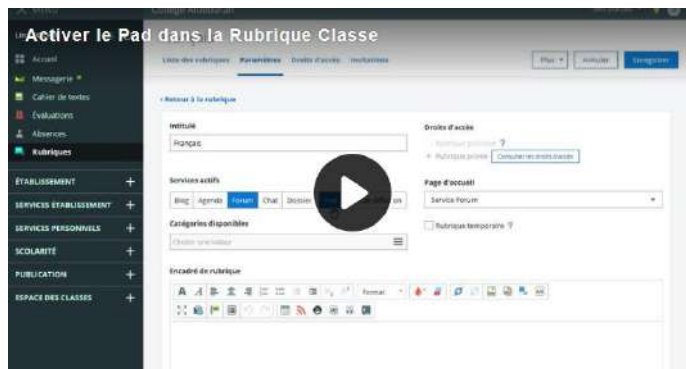 Activer le Pad dans la Rubrique Classe
Accueil
Messagerie
Cahier de textes
Évaluations
Absences
Rubriques
ÉTABLISSEMENT +
SERVICES ÉTABLISSEMENT +
SERVICES PERSONNELS +
SCOLARITÉ +
PUBLICATION +
ESPACE DES CLASSES +
Liste des rubriques Paramètres Droits d'accès Invitations
Plus Annuler Enregistrer
Retour à la rubrique
Intitulé
Français
Services actifs
Blog Agenda Forum Chat Dossier
Catégories disponibles
Choisir une valeur
Encadré de rubrique
Format
Droits d'accès
Rubrique privée Consulter les droits d'accès
Page d'accueil
Service Forum
Rubrique temporaire ?